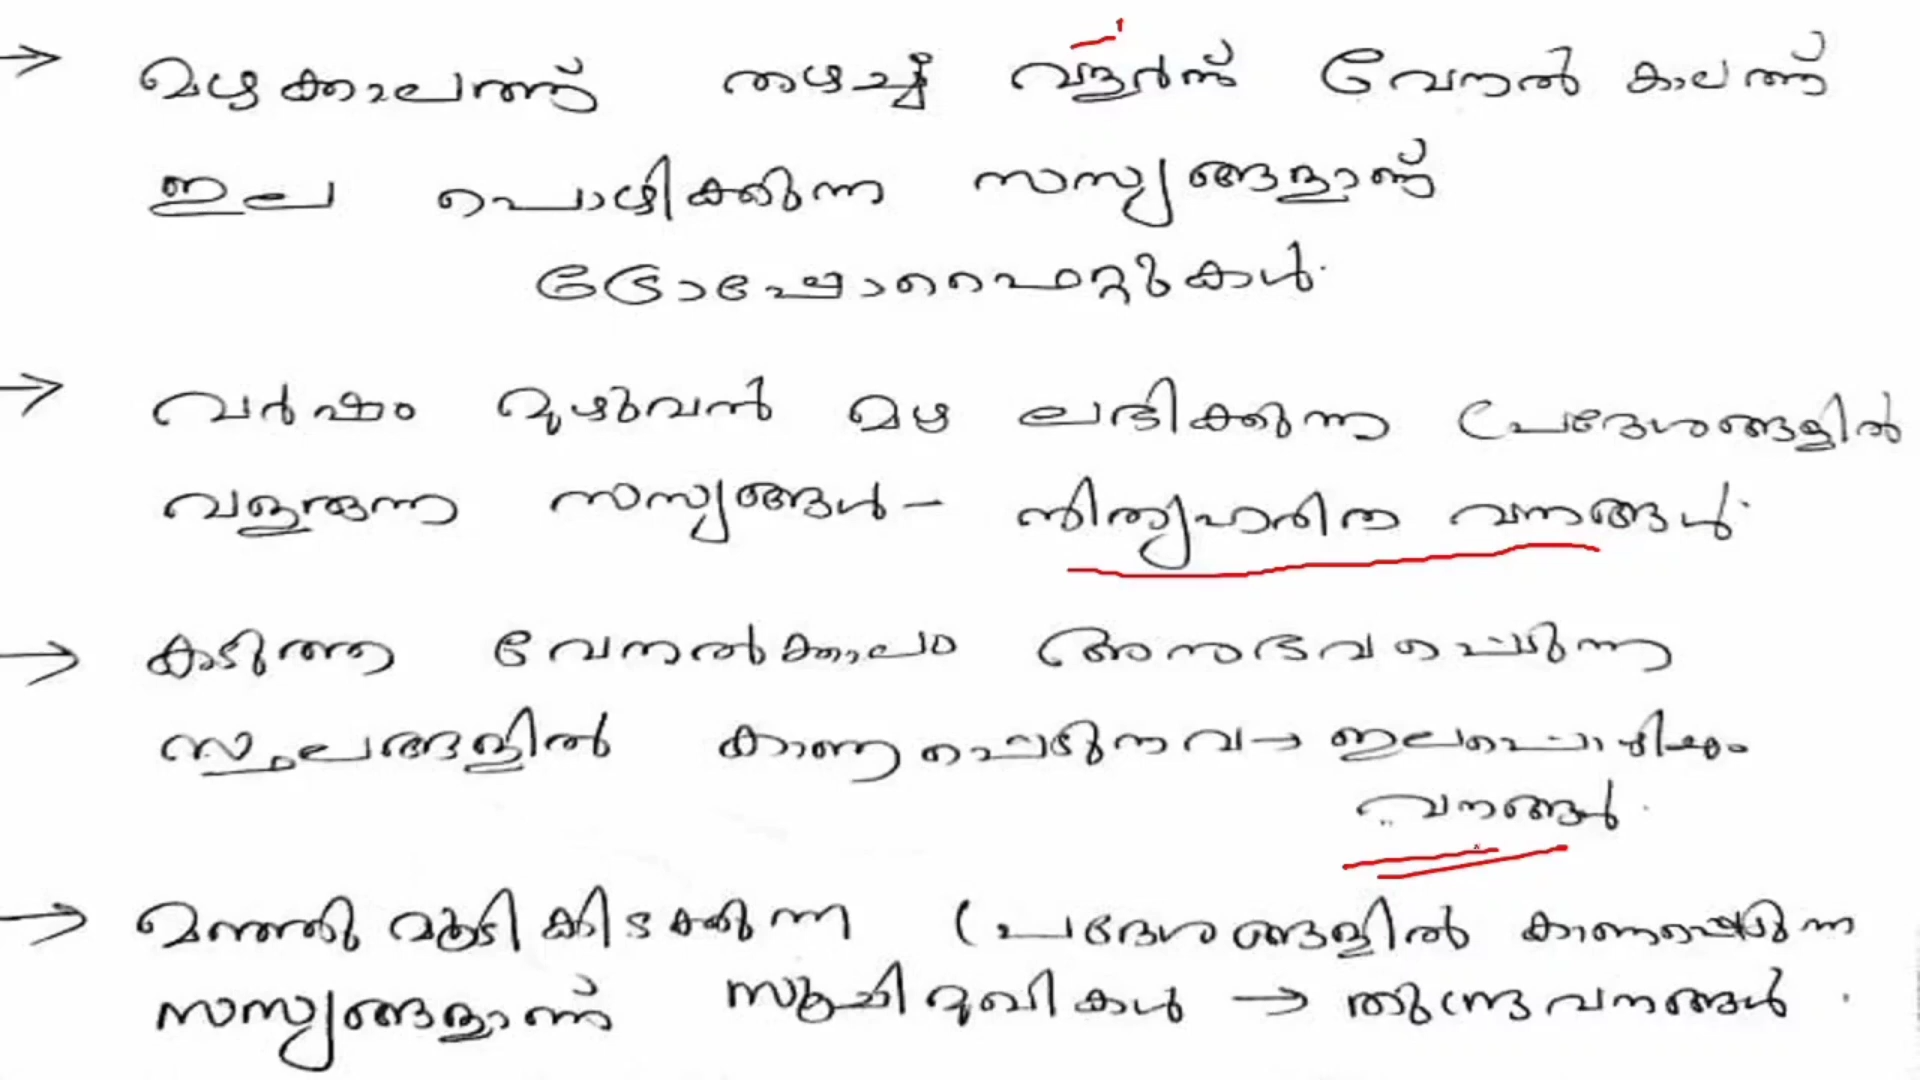 → മഴക്കാലത്ത് തഴച്ച് വളർന്ന് വേനൽ കാലത്ത്
ഇല പൊഴിക്കുന്ന സസ്യങ്ങളാണ്
ട്രോപ്പോഫൈറ്റുകൾ.
→ വർഷം മുഴുവൻ മഴ ലഭിക്കുന്ന പ്രദേശങ്ങളിൽ
വളരുന്ന സസ്യങ്ങൾ - നിത്യഹരിത വനങ്ങൾ.
→ കടുത്ത വേനൽക്കാലം അനുഭവപ്പെടുന്ന
സ്ഥലങ്ങളിൽ കാണപ്പെടുന്നവ → ഇലപൊഴിയും
വനങ്ങൾ.
→ മഞ്ഞു മൂടിക്കിടക്കുന്ന പ്രദേശങ്ങളിൽ കാണപ്പെടുന്ന
സസ്യങ്ങളാണ് സൂചിമുഖികൾ → തുന്ദ്രവനങ്ങൾ.